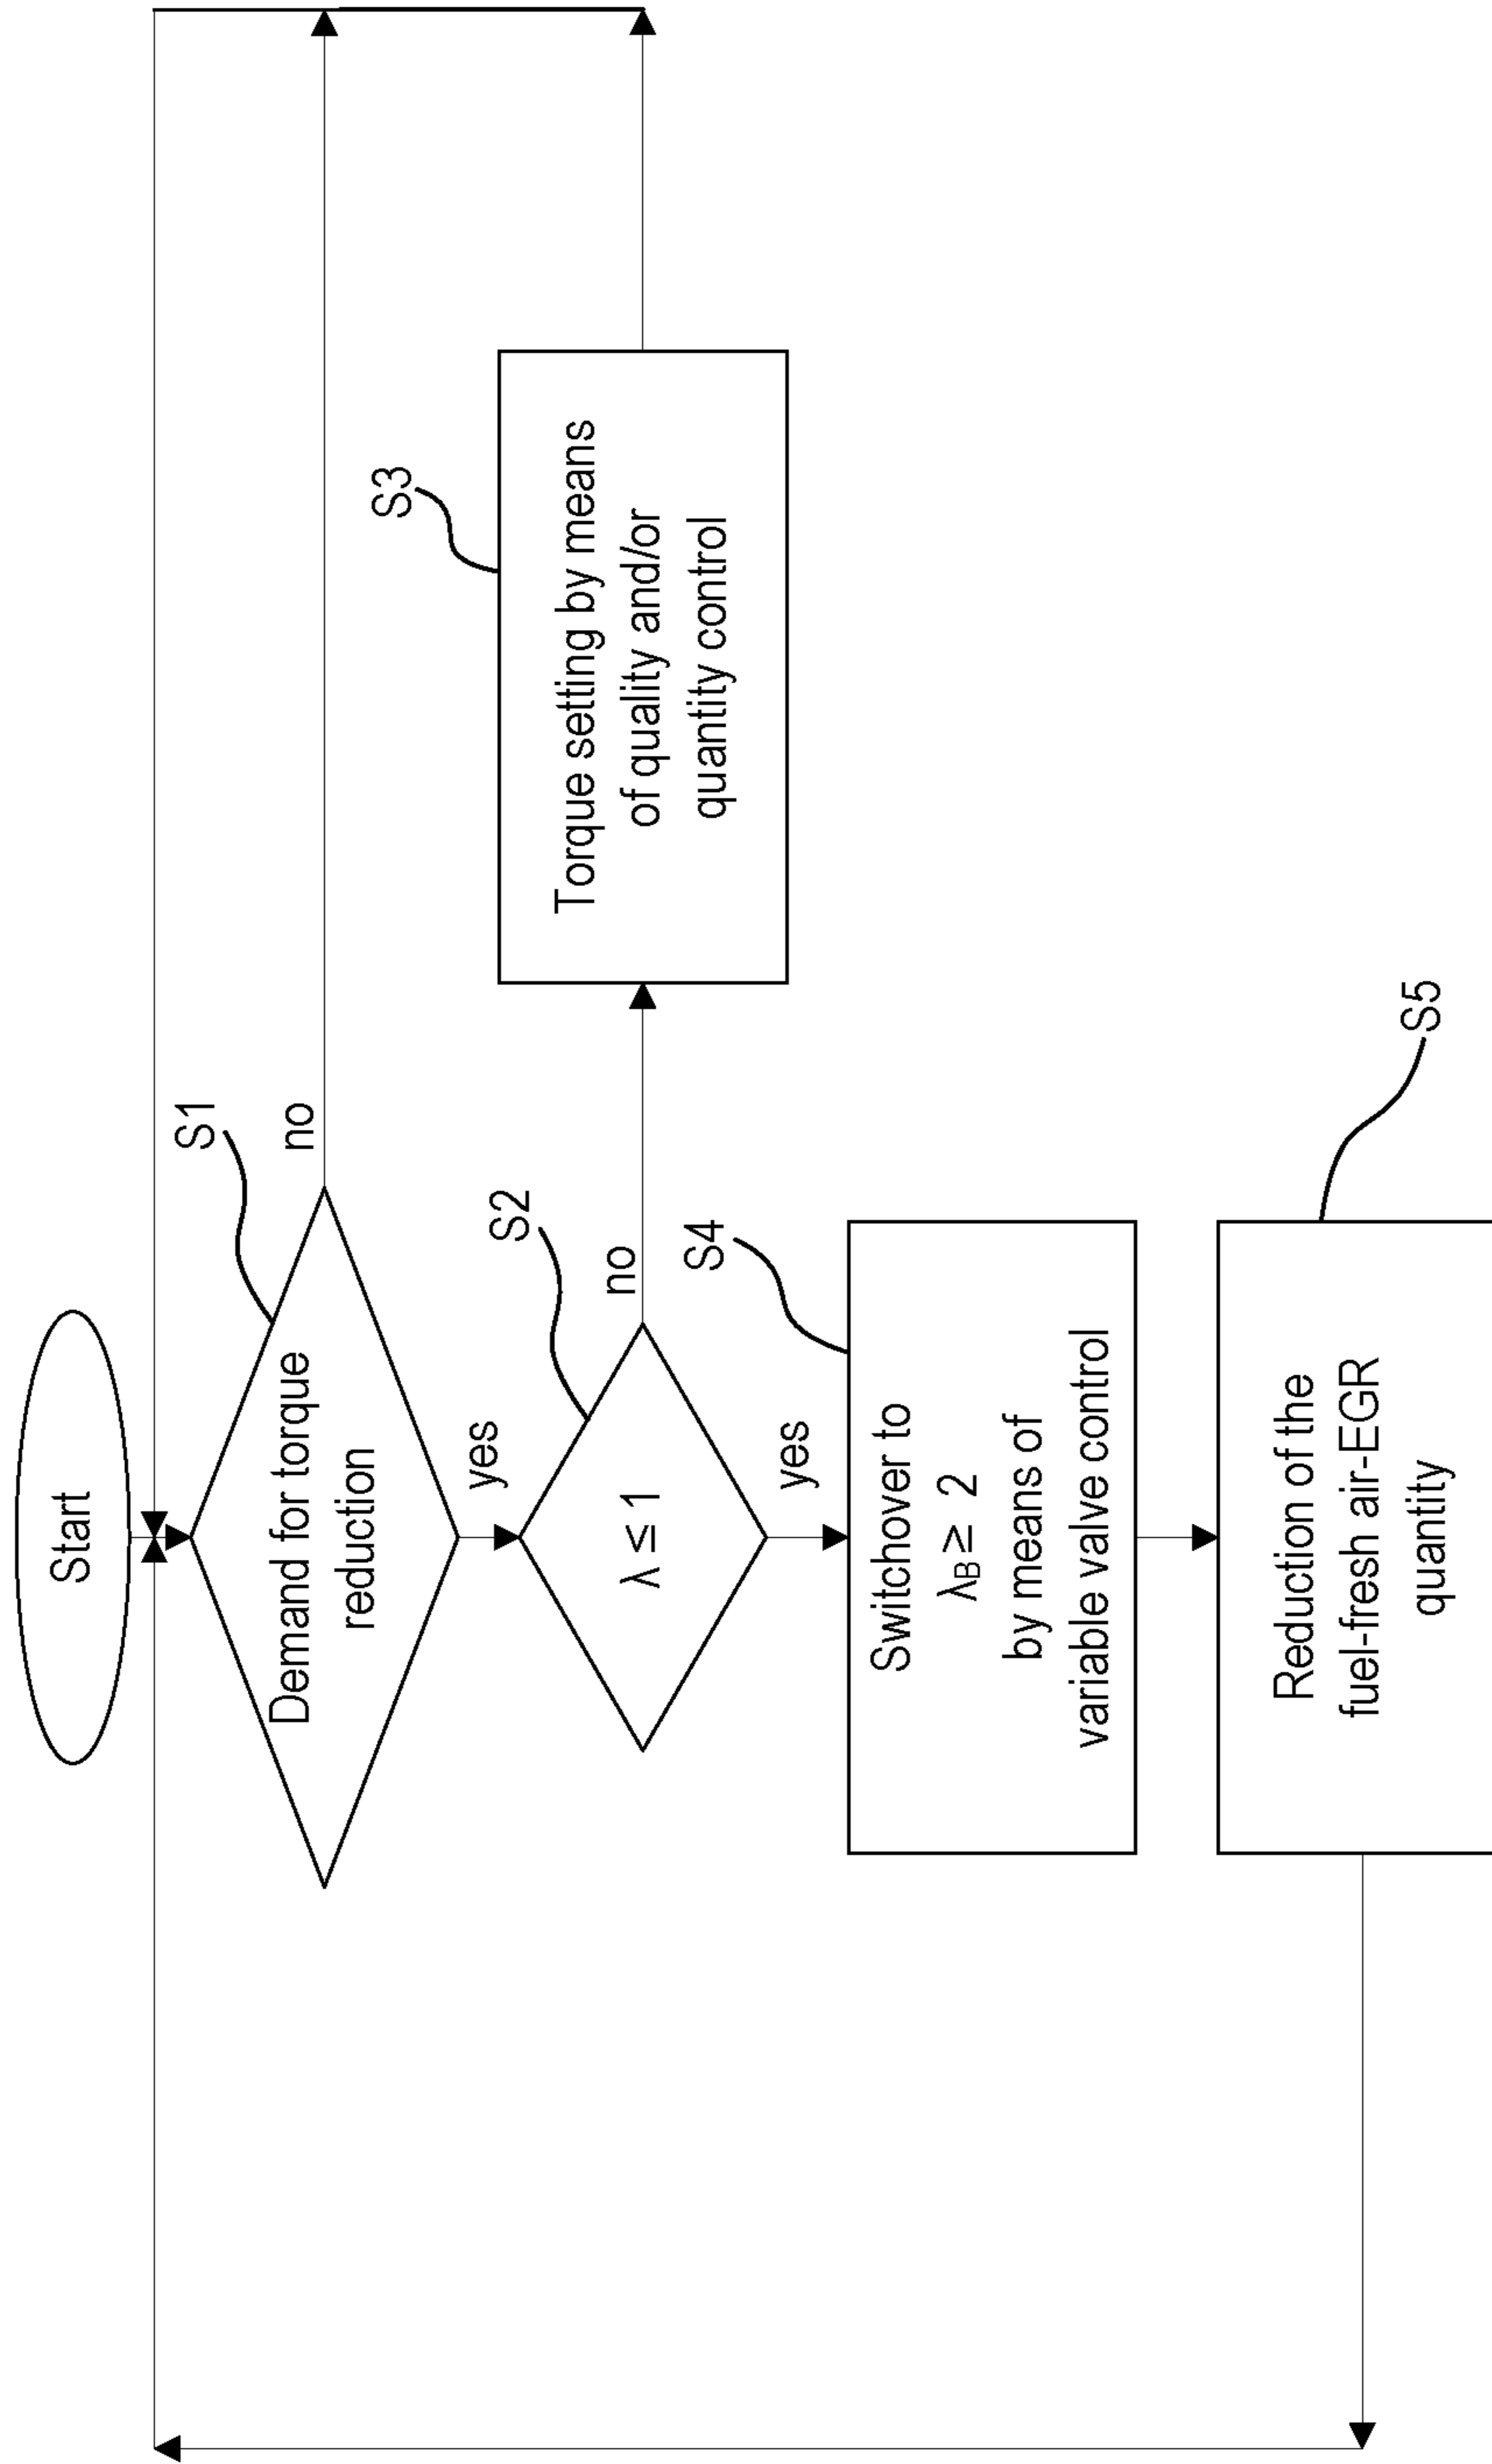 Start
S1
Demand for torque
reduction
no
yes
S2
λ ≤ 1
no
yes
S3
Torque setting by means
of quality and/or
quantity control
S4
Switchover to
λB ≥ 2
by means of
variable valve control
S5
Reduction of the
fuel-fresh air-EGR
quantity